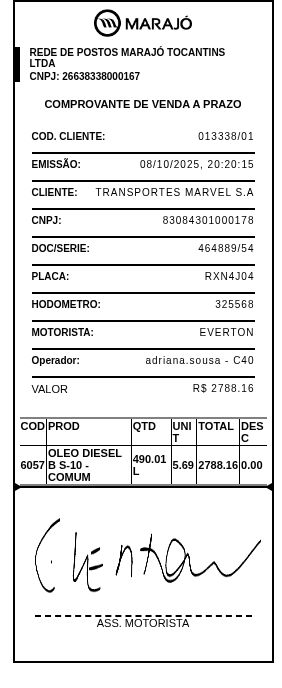 MARAJÓ
REDE DE POSTOS MARAJÓ TOCANTINS
LTDA
CNPJ: 26638338000167
COMPROVANTE DE VENDA A PRAZO
COD. CLIENTE: 013338/01
EMISSÃO: 08/10/2025, 20:20:15
CLIENTE: TRANSPORTES MARVEL S.A
CNPJ: 83084301000178
DOC/SERIE: 464889/54
PLACA: RXN4J04
HODOMETRO: 325568
MOTORISTA: EVERTON
Operador: adriana.sousa - C40
VALOR R$ 2788.16
COD PROD QTD UNI TOTAL DES
T C
OLEO DIESEL
6057 B S-10 - 490.01 5.69 2788.16 0.00
COMUM L
ASS. MOTORISTA